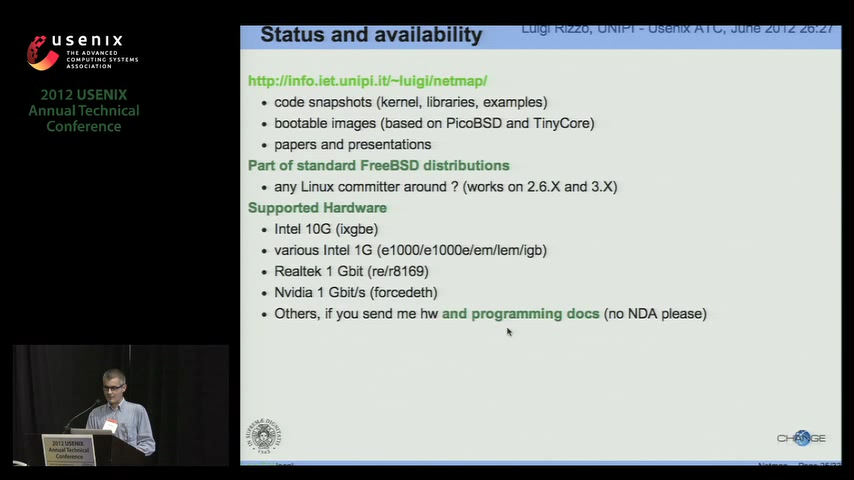 usenix
THE ADVANCED
COMPUTING SYSTEMS
ASSOCIATION
2012 USENIX
Annual Technical
Conference
Status and availability
Luigi Rizzo, UNIPI - Usenix ATC, June 2012 26:27
http://info.iet.unipi.it/~luigi/netmap/
• code snapshots (kernel, libraries, examples)
• bootable images (based on PicoBSD and TinyCore)
• papers and presentations
Part of standard FreeBSD distributions
• any Linux committer around ? (works on 2.6.X and 3.X)
Supported Hardware
• Intel 10G (ixgbe)
• various Intel 1G (e1000/e1000e/em/lem/igb)
• Realtek 1 Gbit (re/r8169)
• Nvidia 1 Gbit/s (forcedeth)
• Others, if you send me hw and programming docs (no NDA please)
CHANGE
2012 USENIX
Annual Technical
Conference